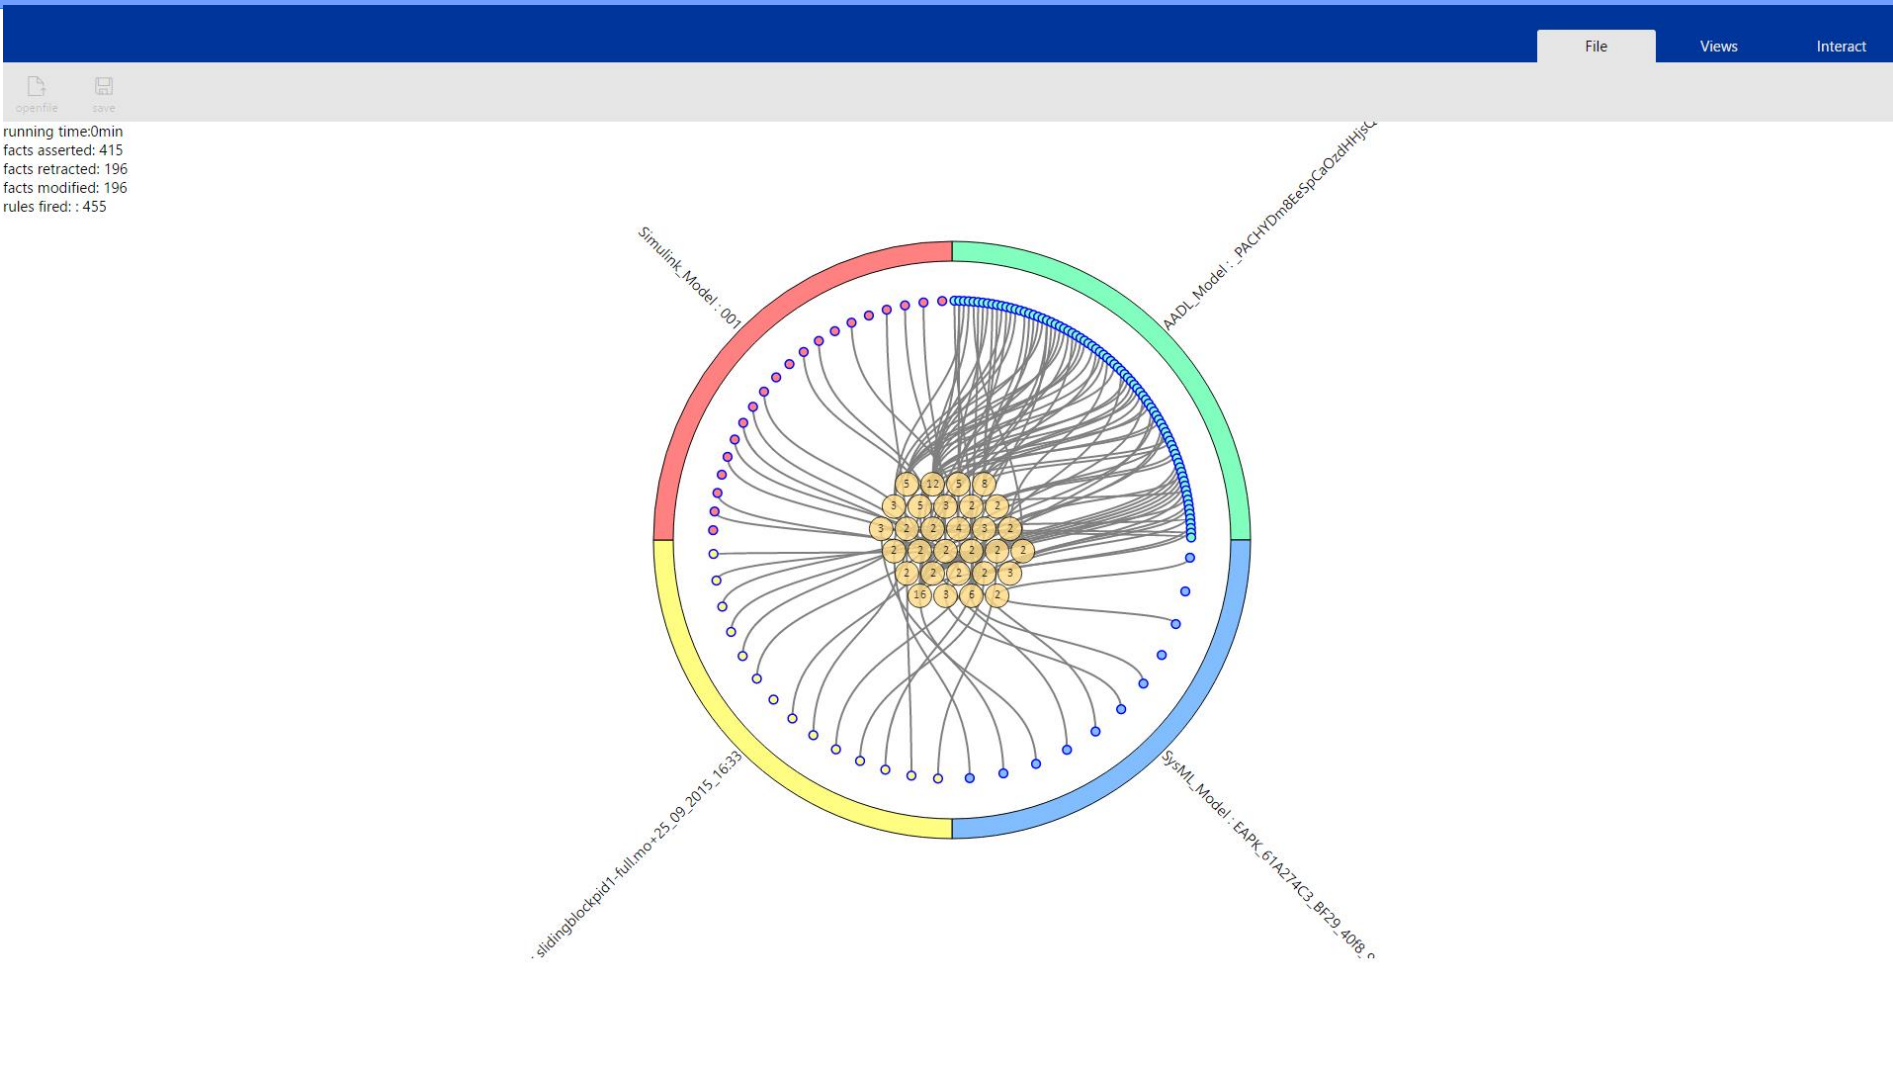 File Views Interact
openfile save
running time:0min
facts asserted: 415
facts retracted: 196
facts modified: 196
rules fired: : 455
Simulink_Model : 001
AADL_Model : _PACHYDm8EeSpCaOzdHHjsQ
5 12 5 8
3 5 3 2 2
3 2 2 4 3 2
2 2 2 2 2 2
2 2 2 2 3
16 3 6 2
slidingblockpid1-full.mo+25_09_2015_16:33
SysML_Model : EAPK_61A274C3_BF29_40f8_